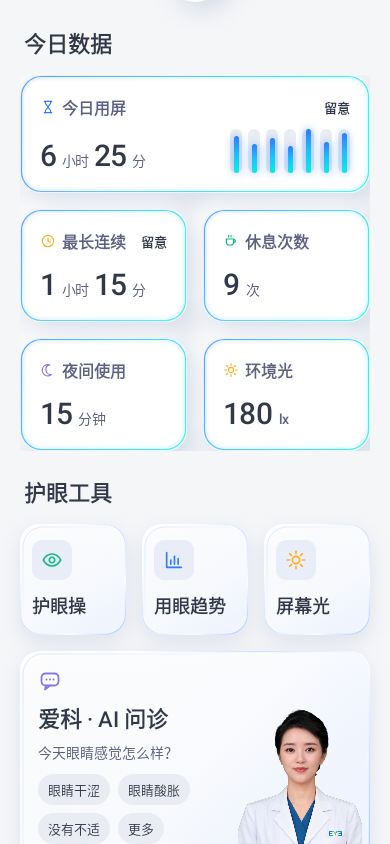 今日数据
今日用屏 留意
6 小时 25 分
最长连续 留意
1 小时 15 分
休息次数
9 次
夜间使用
15 分钟
环境光
180 lx
护眼工具
护眼操
用眼趋势
屏幕光
爱科 · AI 问诊
今天眼睛感觉怎么样?
眼睛干涩
眼睛酸胀
没有不适
更多
EYE